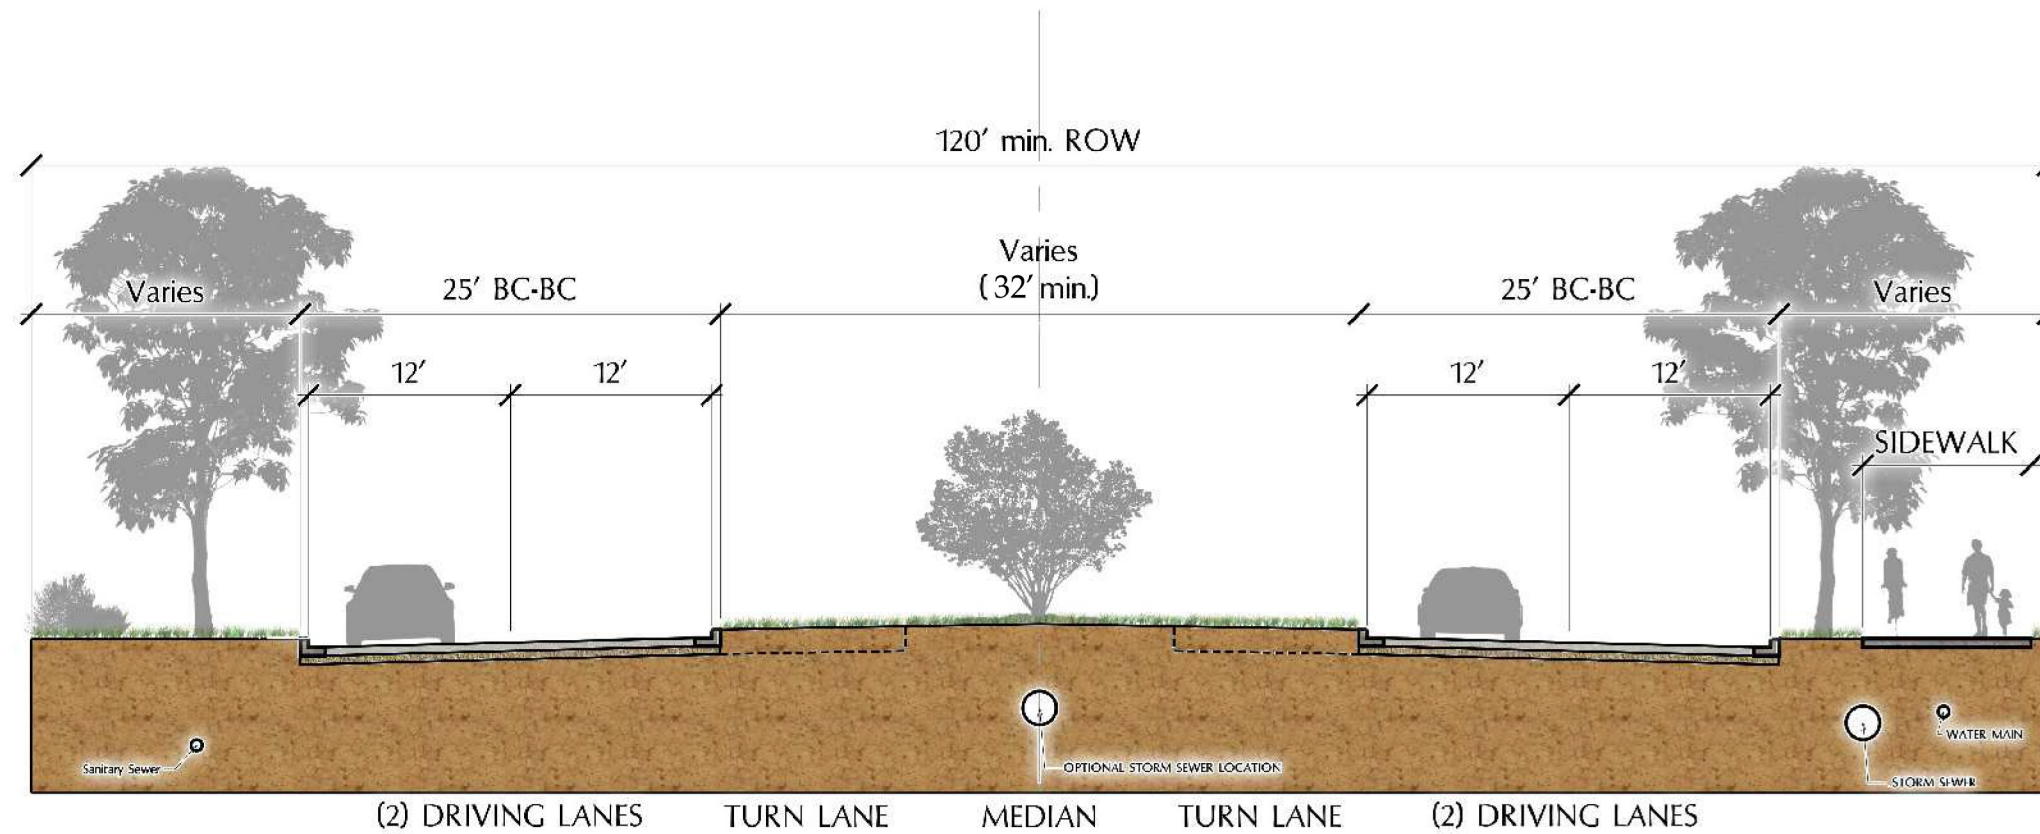 120′ min. ROW
Varies
(32′ min.)
Varies
25′ BC-BC
25′ BC-BC
Varies
12′
12′
12′
12′
SIDEWALK
WATER MAIN
Sanitary Sewer
OPTIONAL STORM SEWER LOCATION
STORM SEWER
(2) DRIVING LANES
TURN LANE
MEDIAN
TURN LANE
(2) DRIVING LANES